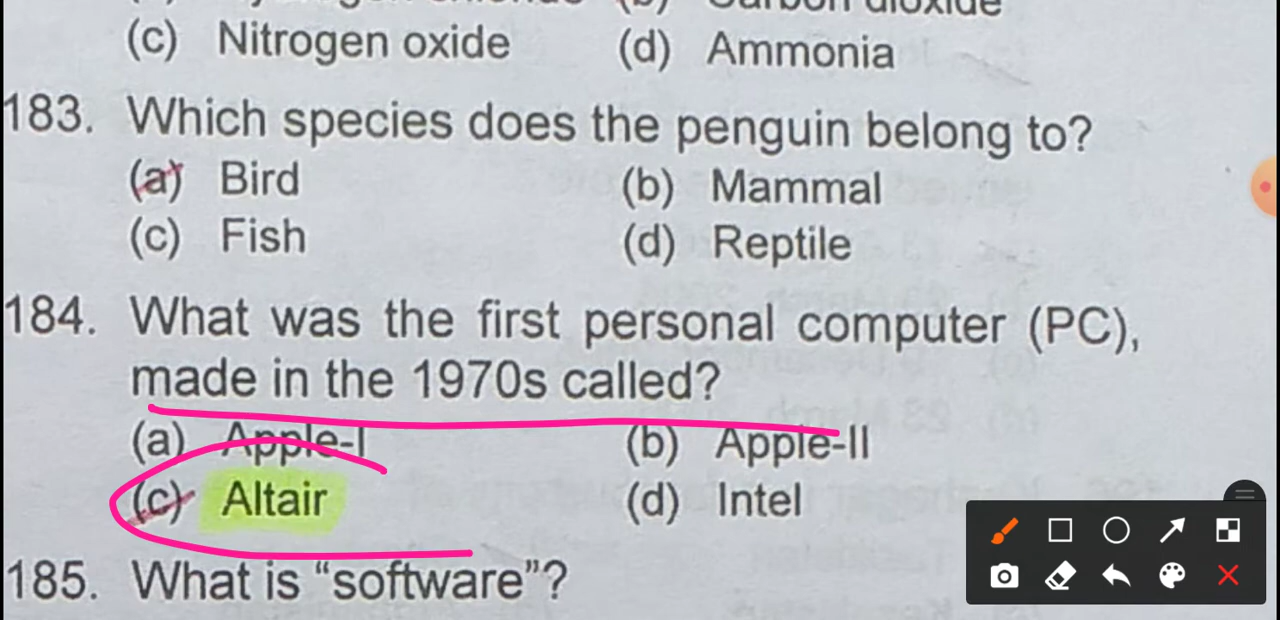 (c) Nitrogen oxide (d) Ammonia
183. Which species does the penguin belong to?
(a) Bird (b) Mammal
(c) Fish (d) Reptile
184. What was the first personal computer (PC),
made in the 1970s called?
(a) Apple-I (b) Apple-II
(c) Altair (d) Intel
185. What is “software”?